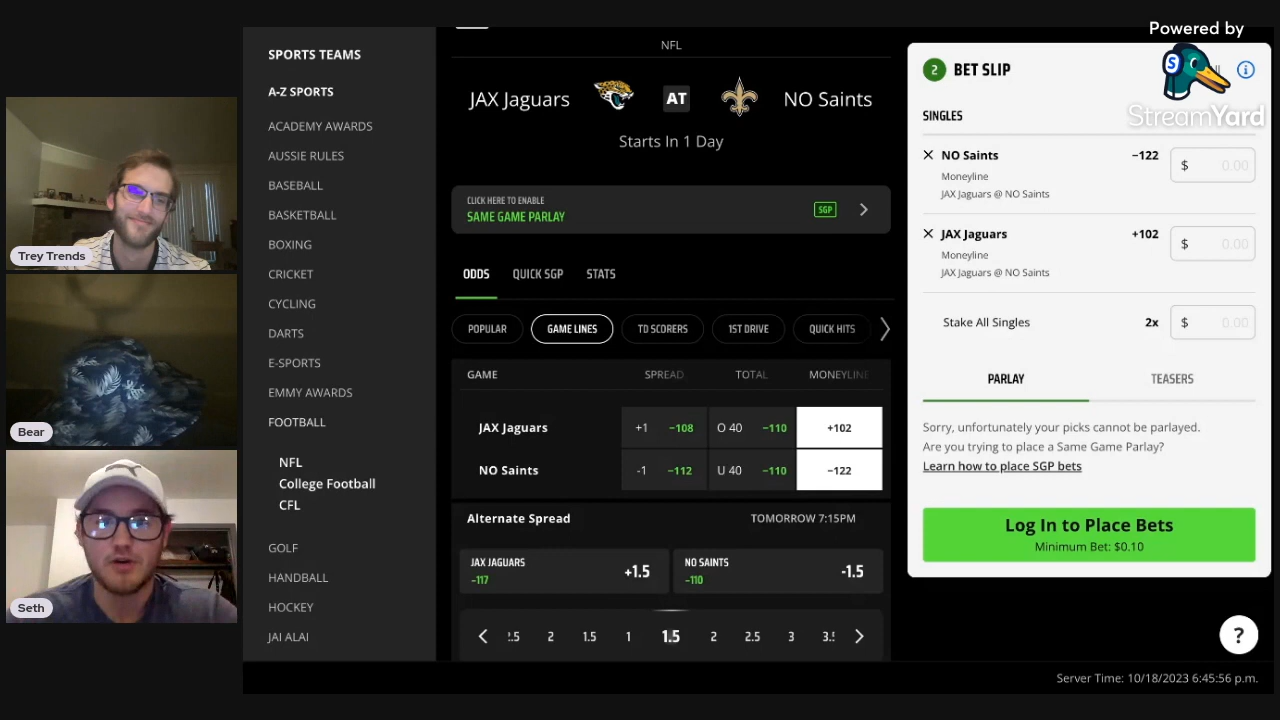 Powered by
StreamYard
Trey Trends
Bear
Seth
SPORTS TEAMS
A-Z SPORTS
ACADEMY AWARDS
AUSSIE RULES
BASEBALL
BASKETBALL
BOXING
CRICKET
CYCLING
DARTS
E-SPORTS
EMMY AWARDS
FOOTBALL
NFL
College Football
CFL
GOLF
HANDBALL
HOCKEY
JAI ALAI
NFL
JAX Jaguars AT NO Saints
Starts In 1 Day
CLICK HERE TO ENABLE
SAME GAME PARLAY SGP
ODDS QUICK SGP STATS
POPULAR GAME LINES TD SCORERS 1ST DRIVE QUICK HITS
GAME SPREAD TOTAL MONEYLINE
JAX Jaguars +1 −108 O 40 −110 +102
NO Saints -1 −112 U 40 −110 −122
Alternate Spread TOMORROW 7:15PM
JAX JAGUARS +1.5 NO SAINTS -1.5
−117 −110
2 1.5 1 1.5 2 2.5 3
2 BET SLIP
SINGLES
NO Saints −122 $ 0.00
Moneyline
JAX Jaguars @ NO Saints
JAX Jaguars +102 $ 0.00
Moneyline
JAX Jaguars @ NO Saints
Stake All Singles 2x $ 0.00
PARLAY TEASERS
Sorry, unfortunately your picks cannot be parlayed.
Are you trying to place a Same Game Parlay?
Learn how to place SGP bets
Log In to Place Bets
Minimum Bet: $0.10
?
Server Time: 10/18/2023 6:45:56 p.m.